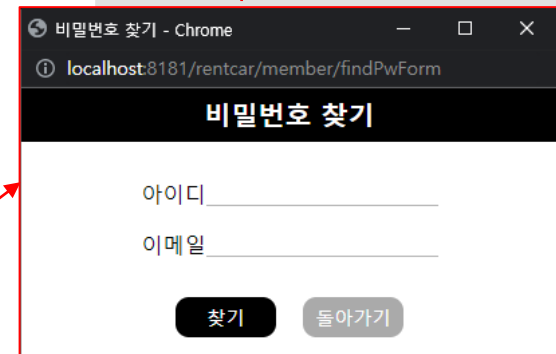 비밀번호 찾기 - Chrome
localhost:8181/rentcar/member/findPwForm
비밀번호 찾기
아이디
이메일
찾기 돌아가기